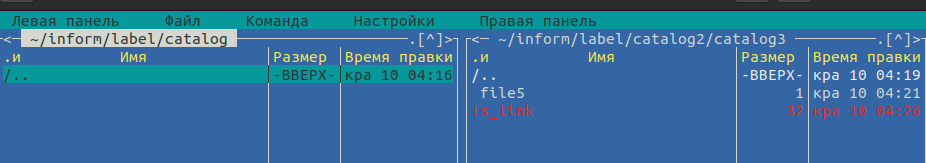 Левая панель Файл Команда Настройки Правая панель
<─ ~/inform/label/catalog .[^]> <─ ~/inform/label/catalog2/catalog3 .[^]>
.и Имя Размер Время правки .и Имя Размер Время правки
/.. -ВВЕРХ- кра 10 04:16 /.. -ВВЕРХ- кра 10 04:19
file5 1 кра 10 04:21
!s_link 32 кра 10 04:26